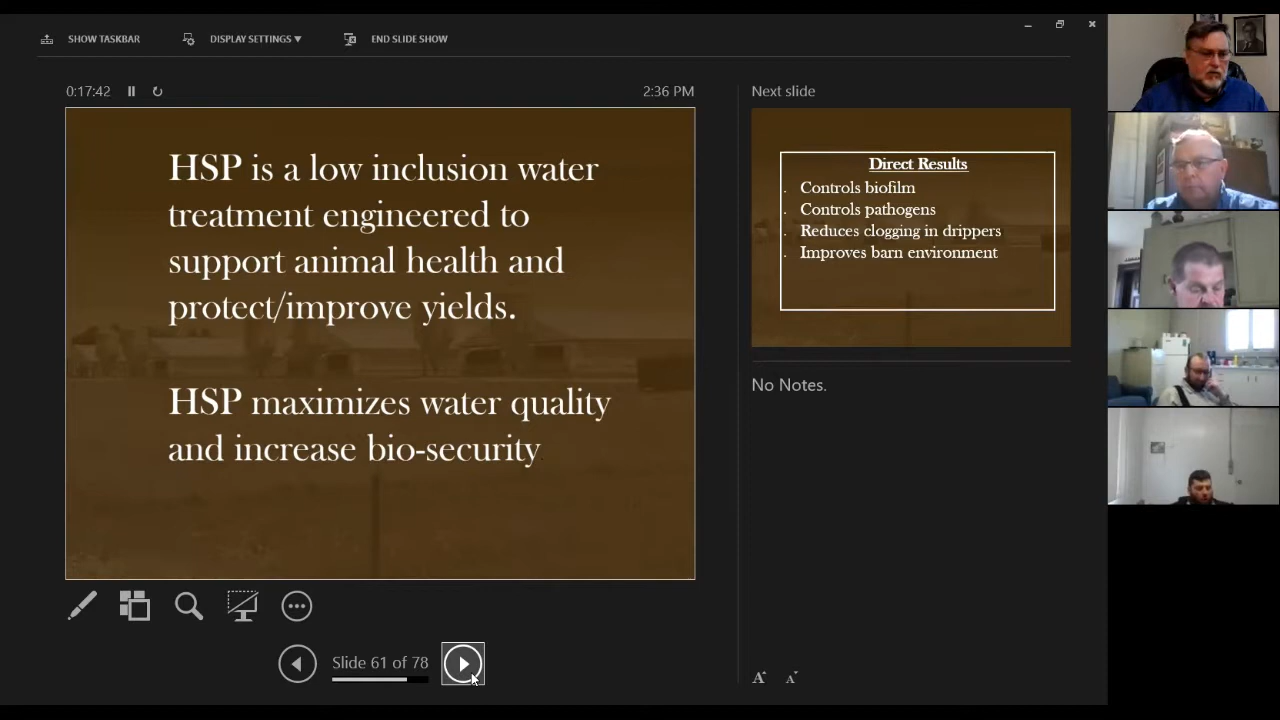 SHOW TASKBAR
DISPLAY SETTINGS ▼
END SLIDE SHOW
0:17:42
2:36 PM
HSP is a low inclusion water
treatment engineered to
support animal health and
protect/improve yields.
HSP maximizes water quality
and increase bio-security
Next slide
Direct Results
. Controls biofilm
. Controls pathogens
. Reduces clogging in drippers
. Improves barn environment
No Notes.
Slide 61 of 78
A A